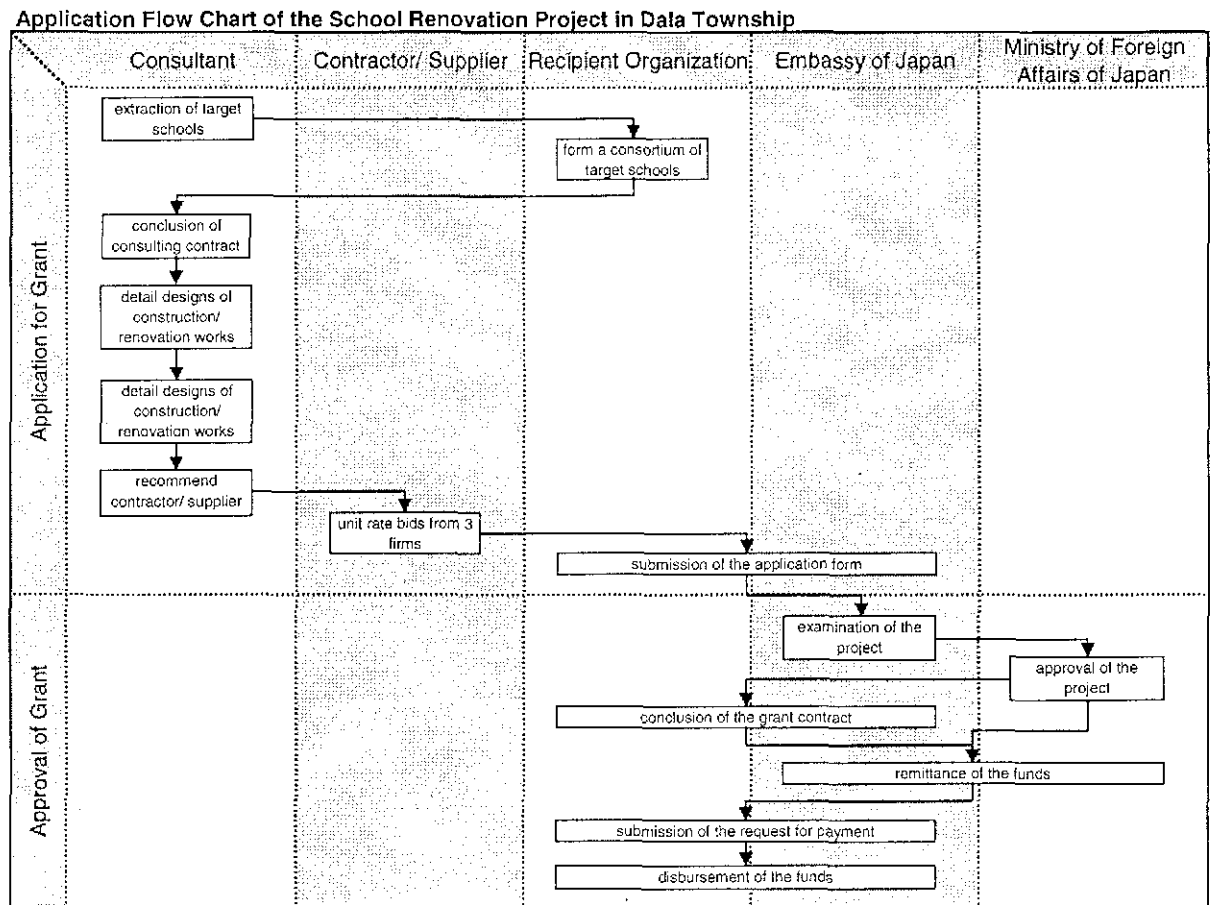 Application Flow Chart of the School Renovation Project in Dala Township
Consultant
Contractor/ Supplier
Recipient Organization
Embassy of Japan
Ministry of Foreign
Affairs of Japan
Application for Grant
extraction of target
schools
form a consortium of
target schools
conclusion of
consulting contract
detail designs of
construction/
renovation works
detail designs of
construction/
renovation works
recommend
contractor/ supplier
unit rate bids from 3
firms
submission of the application form
Approval of Grant
examination of the
project
approval of the
project
conclusion of the grant contract
remittance of the funds
submission of the request for payment
disbursement of the funds